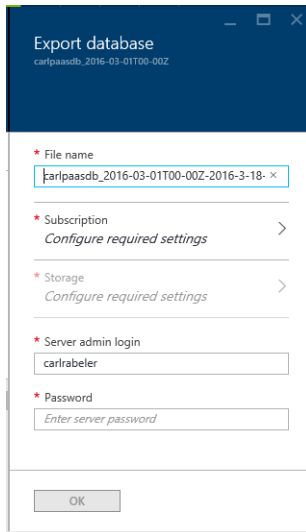 Export database
carlpaasdb_2016-03-01T00-00Z
* File name
carlpaasdb_2016-03-01T00-00Z-2016-3-18-
* Subscription
Configure required settings
* Storage
Configure required settings
* Server admin login
carlrabeler
* Password
Enter server password
OK